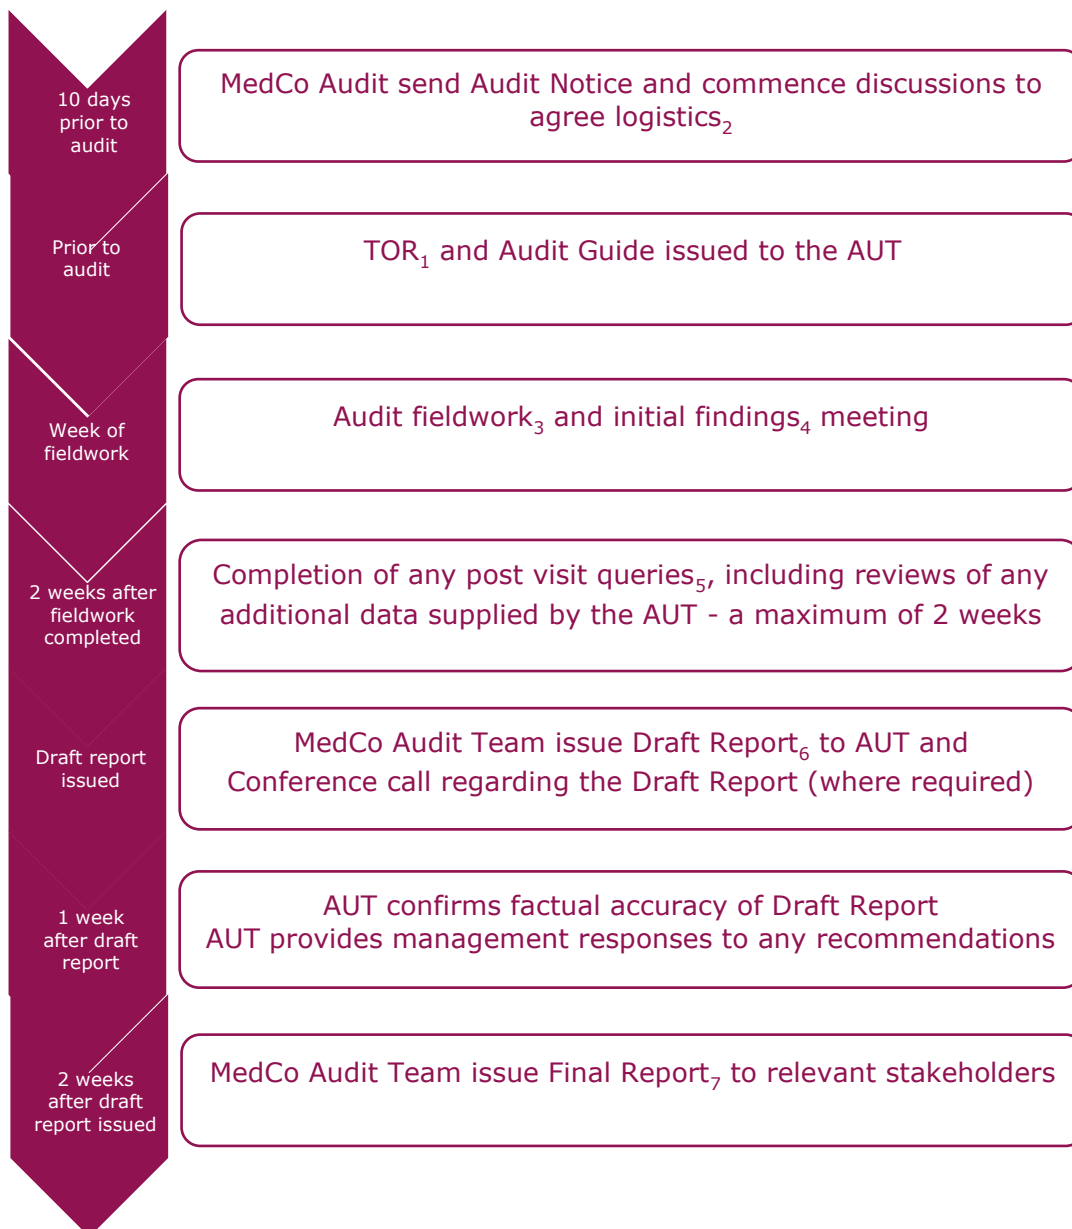 10 days
prior to
audit
MedCo Audit send Audit Notice and commence discussions to
agree logistics2
Prior to
audit
TOR1 and Audit Guide issued to the AUT
Week of
fieldwork
Audit fieldwork3 and initial findings4 meeting
2 weeks after
fieldwork
completed
Completion of any post visit queries5, including reviews of any
additional data supplied by the AUT - a maximum of 2 weeks
Draft report
issued
MedCo Audit Team issue Draft Report6 to AUT and
Conference call regarding the Draft Report (where required)
1 week
after draft
report
AUT confirms factual accuracy of Draft Report
AUT provides management responses to any recommendations
2 weeks
after draft
report issued
MedCo Audit Team issue Final Report7 to relevant stakeholders